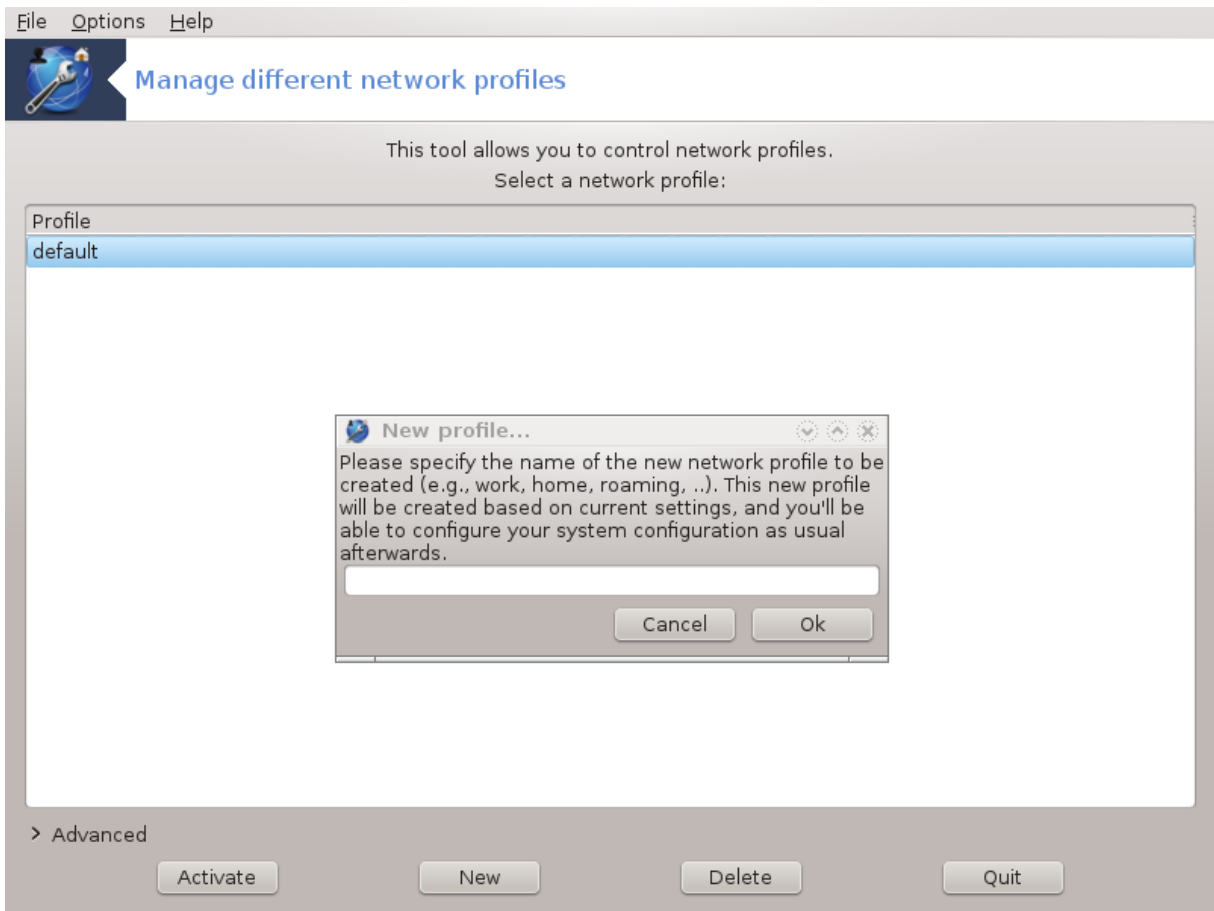 File Options Help
Manage different network profiles
This tool allows you to control network profiles.
Select a network profile:
Profile
default
New profile...
Please specify the name of the new network profile to be
created (e.g., work, home, roaming, ..). This new profile
will be created based on current settings, and you'll be
able to configure your system configuration as usual
afterwards.
Cancel Ok
> Advanced
Activate New Delete Quit